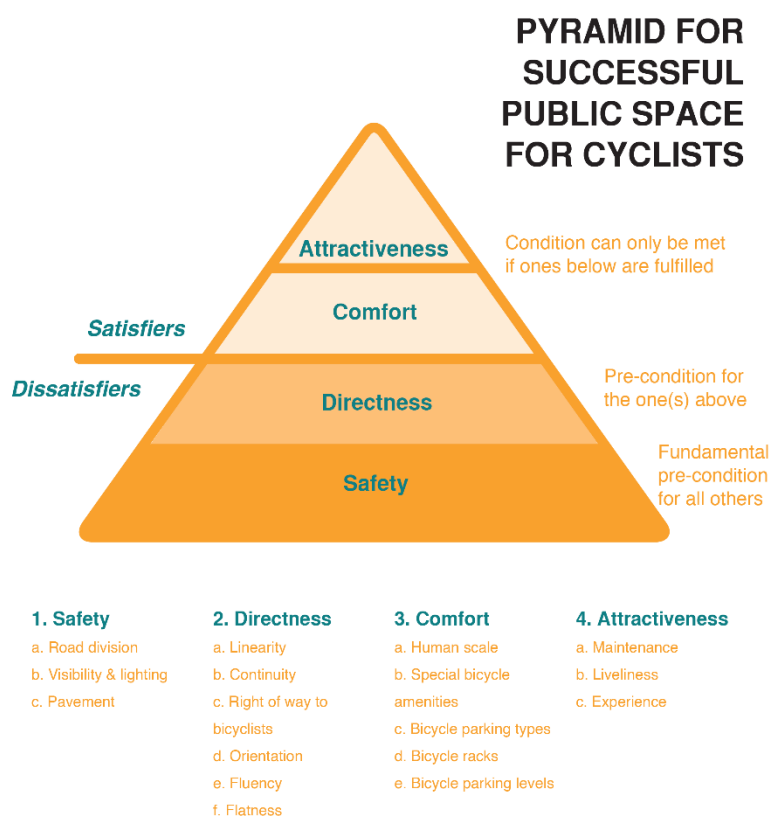 PYRAMID FOR
SUCCESSFUL
PUBLIC SPACE
FOR CYCLISTS
Attractiveness
Condition can only be met
if ones below are fulfilled
Comfort
Satisfiers
Dissatisfiers
Directness
Pre-condition for
the one(s) above
Safety
Fundamental
pre-condition
for all others
1. Safety
a. Road division
b. Visibility & lighting
c. Pavement
2. Directness
a. Linearity
b. Continuity
c. Right of way to
bicyclists
d. Orientation
e. Fluency
f. Flatness
3. Comfort
a. Human scale
b. Special bicycle
amenities
c. Bicycle parking types
d. Bicycle racks
e. Bicycle parking levels
4. Attractiveness
a. Maintenance
b. Liveliness
c. Experience